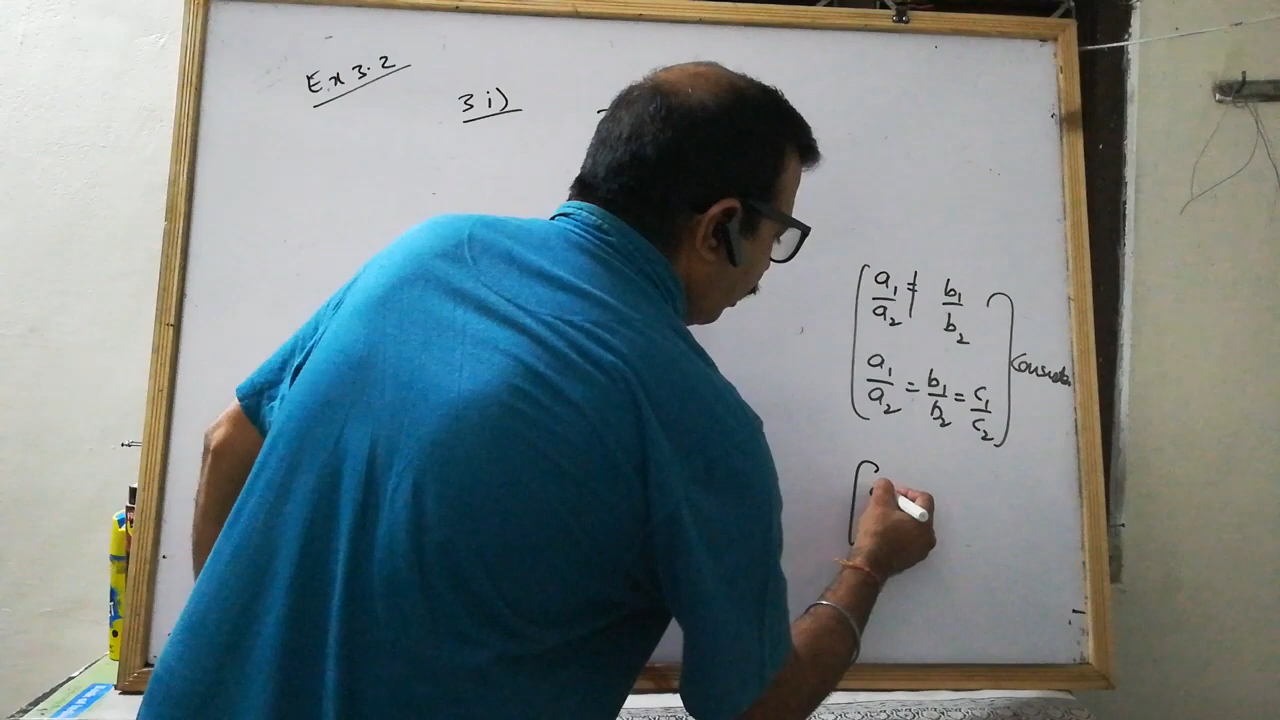 Ex 3.2
3 i)
a₁/a₂ ≠ b₁/b₂
a₁/a₂ = b₁/b₂ = c₁/c₂